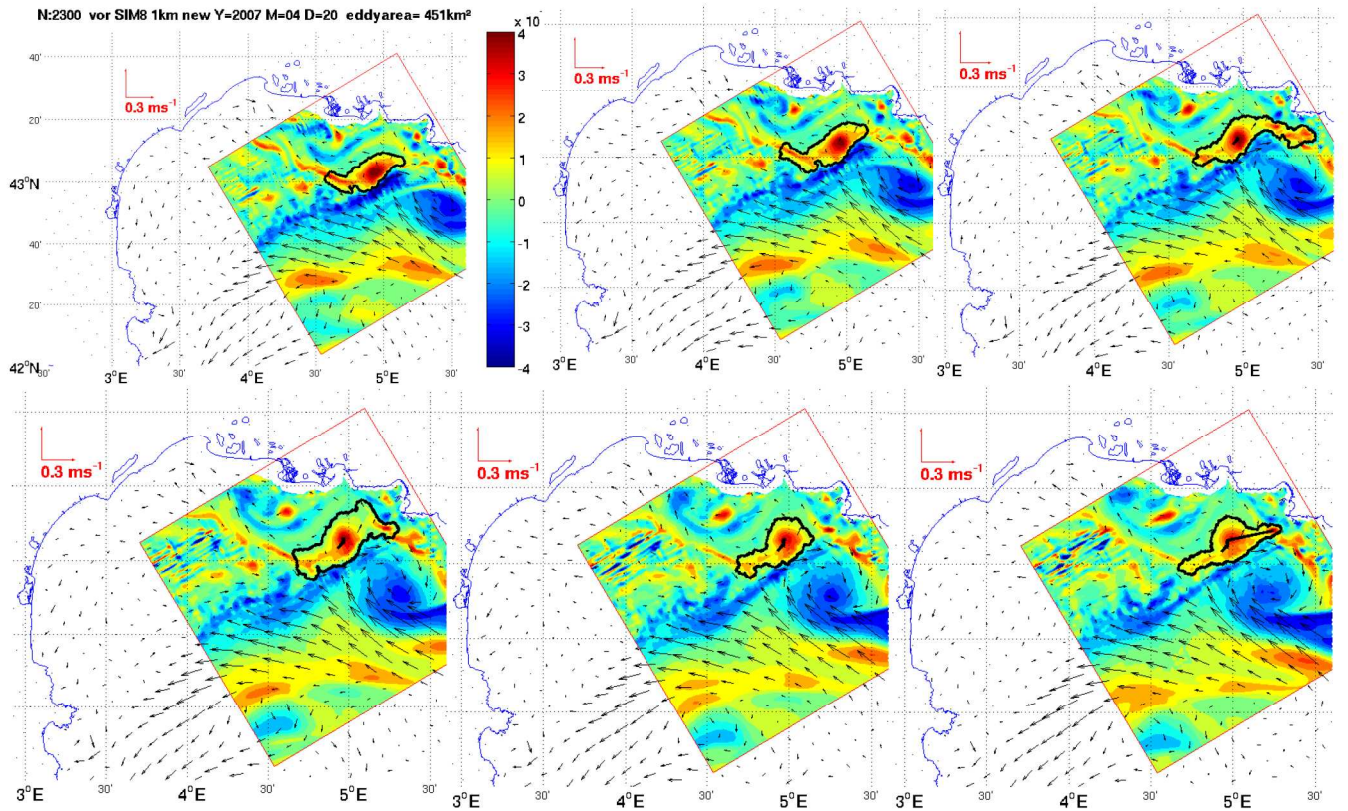 N:2300 vor SIM8 1km new Y=2007 M=04 D=20 eddyarea= 451km²
x 10
40'
20'
43°N
40'
20'
42°N
0.3 ms⁻¹
4
3
2
1
0
-1
-2
-3
-4
30' 3°E 30' 4°E 30' 5°E 30'
0.3 ms⁻¹
3°E 30' 4°E 30' 5°E 30'
0.3 ms⁻¹
3°E 30' 4°E 30' 5°E 30'
0.3 ms⁻¹
3°E 30' 4°E 30' 5°E 30'
0.3 ms⁻¹
3°E 30' 4°E 30' 5°E 30'
0.3 ms⁻¹
3°E 30' 4°E 30' 5°E 30'